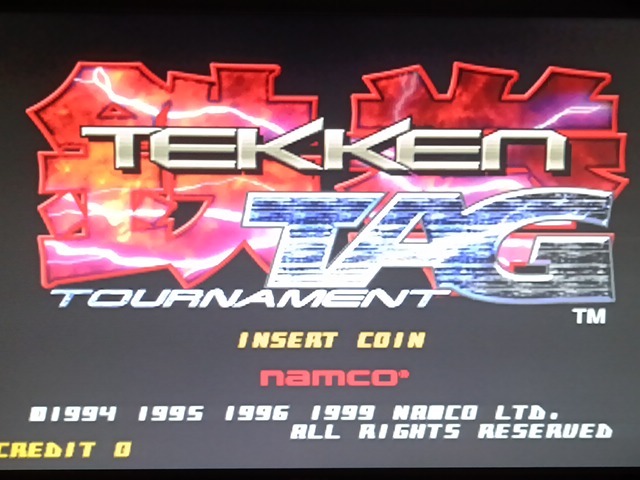 鉄拳
TEKKEN
TAG
TOURNAMENT
TM
INSERT COIN
namco®
©1994 1995 1996 1999 NAMCO LTD.
ALL RIGHTS RESERVED
CREDIT 0